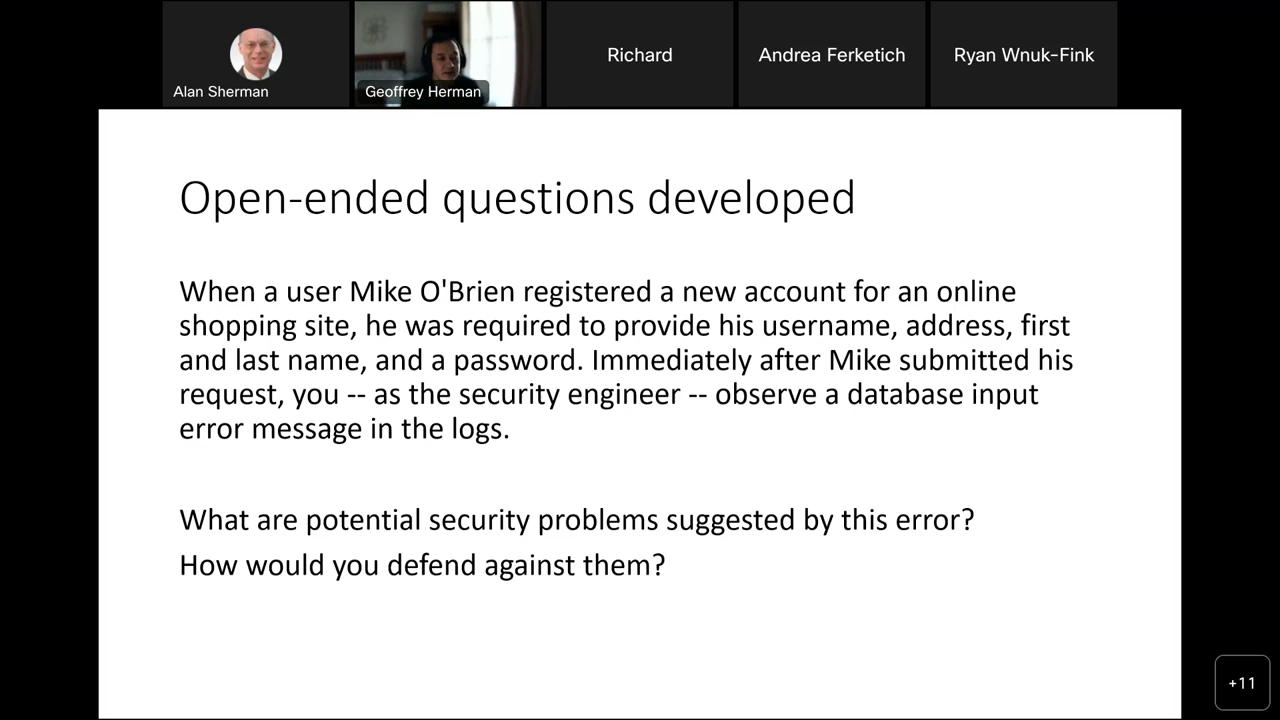 Alan Sherman
Geoffrey Herman
Richard
Andrea Ferketich
Ryan Wnuk-Fink
Open-ended questions developed
When a user Mike O'Brien registered a new account for an online
shopping site, he was required to provide his username, address, first
and last name, and a password. Immediately after Mike submitted his
request, you -- as the security engineer -- observe a database input
error message in the logs.
What are potential security problems suggested by this error?
How would you defend against them?
+11